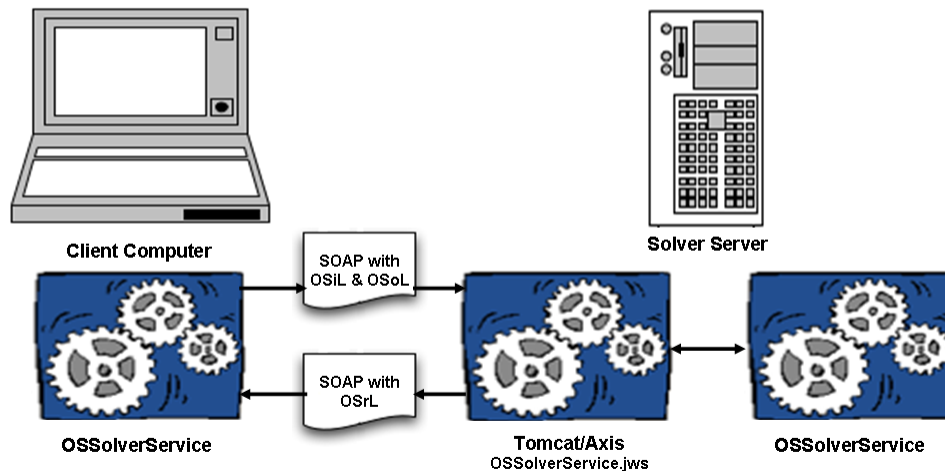 Client Computer
Solver Server
SOAP with
OSiL & OSoL
SOAP with
OSrL
OSSolverService
Tomcat/Axis
OSSolverService.jws
OSSolverService